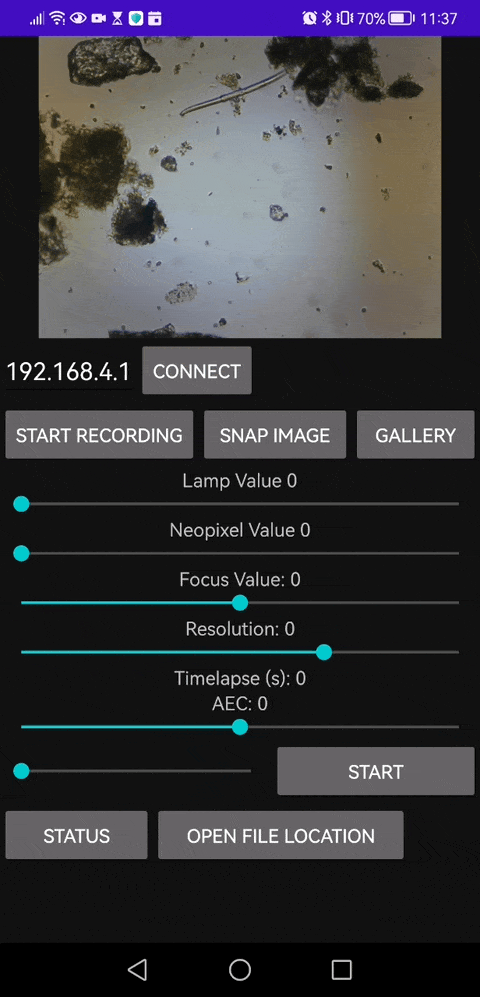 70% 11:37
192.168.4.1 CONNECT
START RECORDING SNAP IMAGE GALLERY
Lamp Value 0
Neopixel Value 0
Focus Value: 0
Resolution: 0
Timelapse (s): 0
AEC: 0
START
STATUS OPEN FILE LOCATION